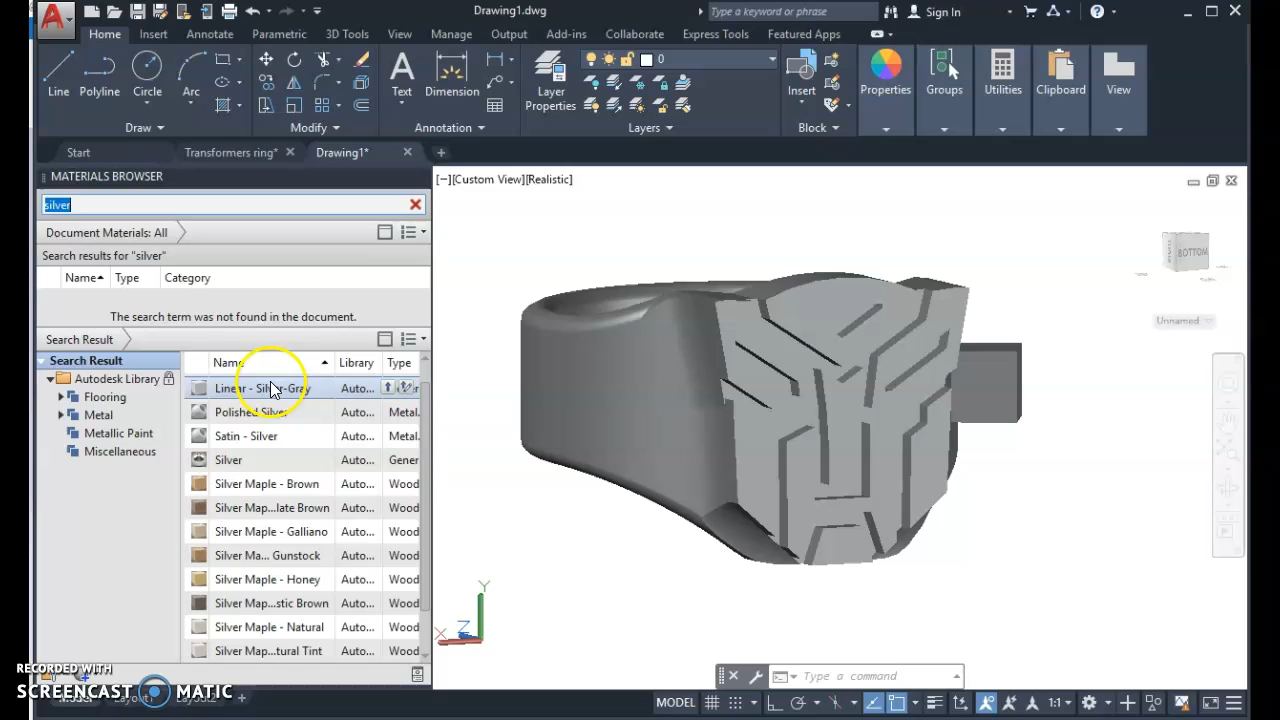 Drawing1.dwg
Type a keyword or phrase
Sign In
Home Insert Annotate Parametric 3D Tools View Manage Output Add-ins Collaborate Express Tools Featured Apps
0
Line Polyline Circle Arc
Text Dimension
Layer Properties
Insert
Properties Groups Utilities Clipboard View
Draw Modify Annotation Layers Block
Start Transformers ring* Drawing1*
MATERIALS BROWSER
[−][Custom View][Realistic]
silver
Document Materials: All
Search results for "silver"
Name Type Category
The search term was not found in the document.
Search Result
Search Result
Autodesk Library
Flooring
Metal
Metallic Paint
Miscellaneous
Name Library Type
Linear - Silver-Gray Auto...
Polished Silver Auto... Metal.
Satin - Silver Auto... Metal.
Silver Auto... Gener
Silver Maple - Brown Auto... Wood
Silver Map...late Brown Auto... Wood
Silver Maple - Galliano Auto... Wood
Silver Ma... Gunstock Auto... Wood
Silver Maple - Honey Auto... Wood
Silver Map...stic Brown Auto... Wood
Silver Maple - Natural Auto... Wood
Silver Map...tural Tint Auto... Wood
BOTTOM
Unnamed
Y
X
Z
Type a command
RECORDED WITH
SCREENCAST MATIC
Model Layout1 Layout2
MODEL
1:1